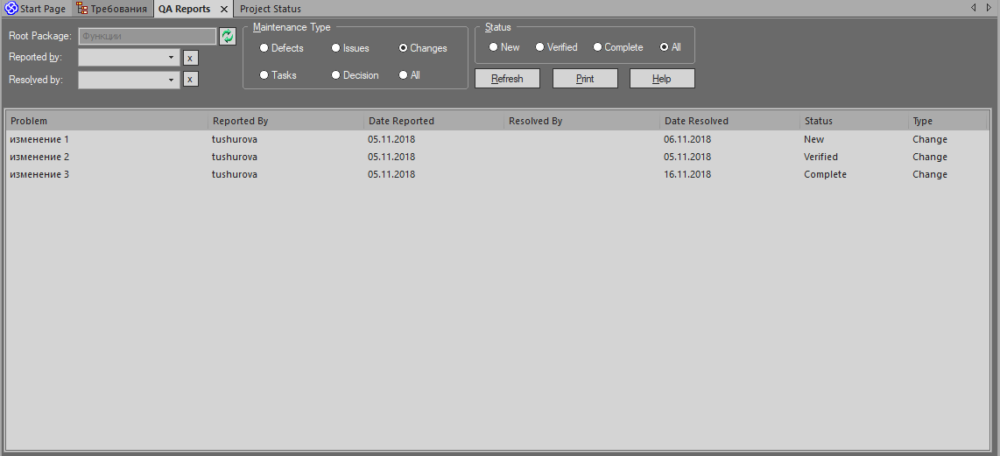 Start Page Требования QA Reports x Project Status
Root Package: Функции
Reported by: x
Resolved by: x
Maintenance Type
Defects Issues Changes
Tasks Decision All
Status
New Verified Complete All
Refresh Print Help
Problem Reported By Date Reported Resolved By Date Resolved Status Type
изменение 1 tushurova 05.11.2018 06.11.2018 New Change
изменение 2 tushurova 05.11.2018 05.11.2018 Verified Change
изменение 3 tushurova 05.11.2018 16.11.2018 Complete Change